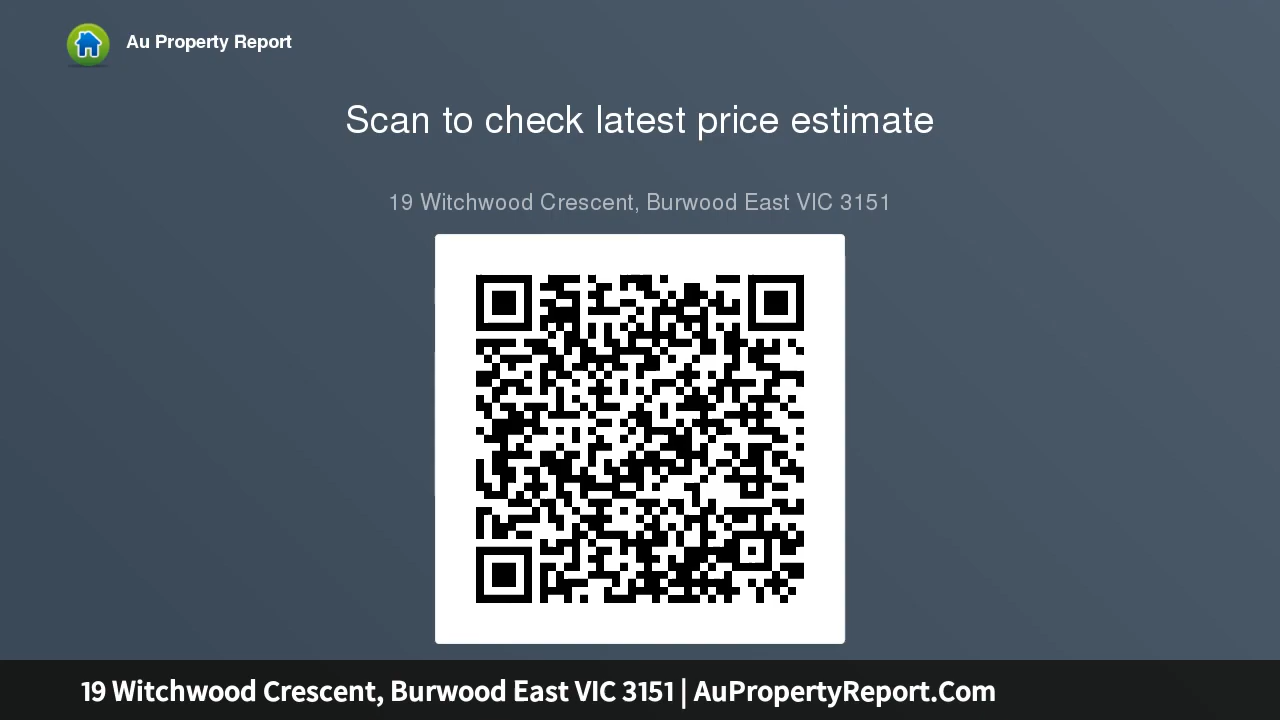 Au Property Report
Scan to check latest price estimate
19 Witchwood Crescent, Burwood East VIC 3151
19 Witchwood Crescent, Burwood East VIC 3151 | AuPropertyReport.Com